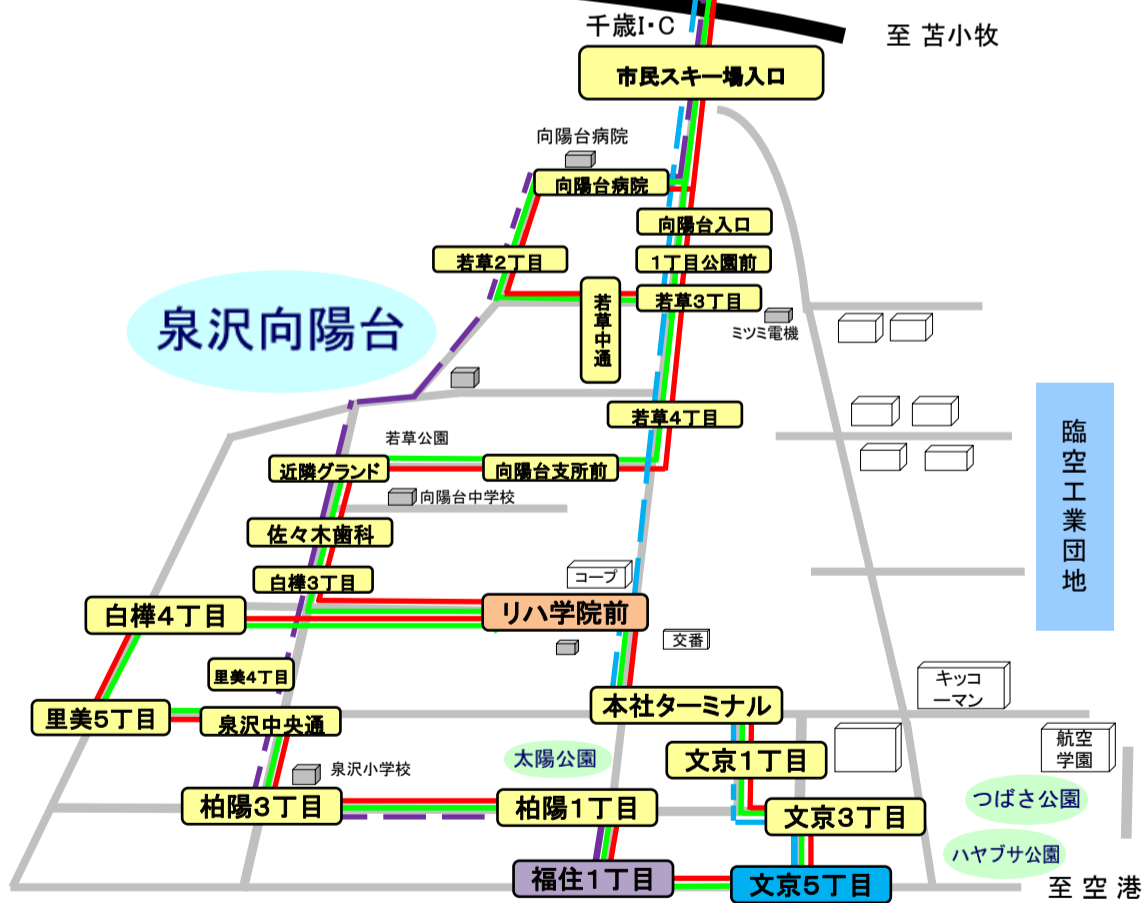 千歳I・C
至 苫小牧
市民スキー場入口
向陽台病院
向陽台病院
向陽台入口
若草2丁目
1丁目公園前
若草中通
若草3丁目
泉沢向陽台
ミツミ電機
若草4丁目
臨空工業団地
若草公園
近隣グランド
向陽台支所前
向陽台中学校
佐々木歯科
白樺3丁目
コープ
白樺4丁目
リハ学院前
交番
里美4丁目
キッコ
ーマン
里美5丁目
泉沢中央通
本社ターミナル
航空
学園
太陽公園
文京1丁目
泉沢小学校
つばさ公園
柏陽3丁目
柏陽1丁目
文京3丁目
ハヤブサ公園
福住1丁目
文京5丁目
至 空 港